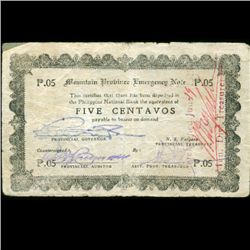 P.05 Mountain Province Emergency Note P.05
This certifies that there has been deposited in
the Philippine National Bank the equivalent of
FIVE CENTAVOS
payable to bearer on demand
PROVINCIAL GOVERNOR
PROVINCIAL TREASURER
Countersigned:
P.05 P.05
PROVINCIAL AUDITOR
ASST. PROV. TREASURER